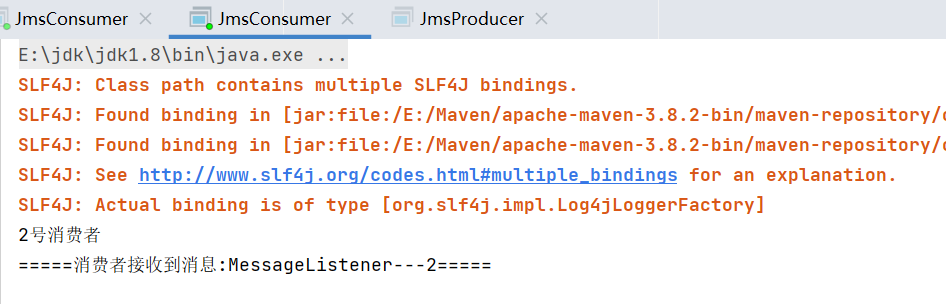 JmsConsumer JmsConsumer JmsProducer
E:\jdk\jdk1.8\bin\java.exe ...
SLF4J: Class path contains multiple SLF4J bindings.
SLF4J: Found binding in [jar:file:/E:/Maven/apache-maven-3.8.2-bin/maven-repository/
SLF4J: Found binding in [jar:file:/E:/Maven/apache-maven-3.8.2-bin/maven-repository/
SLF4J: See http://www.slf4j.org/codes.html#multiple_bindings for an explanation.
SLF4J: Actual binding is of type [org.slf4j.impl.Log4jLoggerFactory]
2号消费者
=====消费者接收到消息:MessageListener---2=====